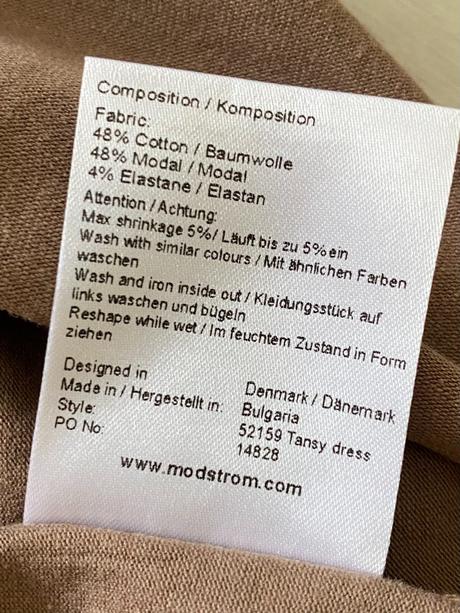 Composition / Komposition
Fabric:
48% Cotton / Baumwolle
48% Modal / Modal
4% Elastane / Elastan
Attention / Achtung:
Max shrinkage 5%/ Läuft bis zu 5% ein
Wash with similar colours / Mit ähnlichen Farben
waschen
Wash and iron inside out / Kleidungsstück auf
links waschen und bügeln
Reshape while wet / Im feuchtem Zustand in Form
ziehen
Designed in Denmark / Dänemark
Made in / Hergestellt in: Bulgaria
Style: 52159 Tansy dress
PO No: 14828
www.modstrom.com